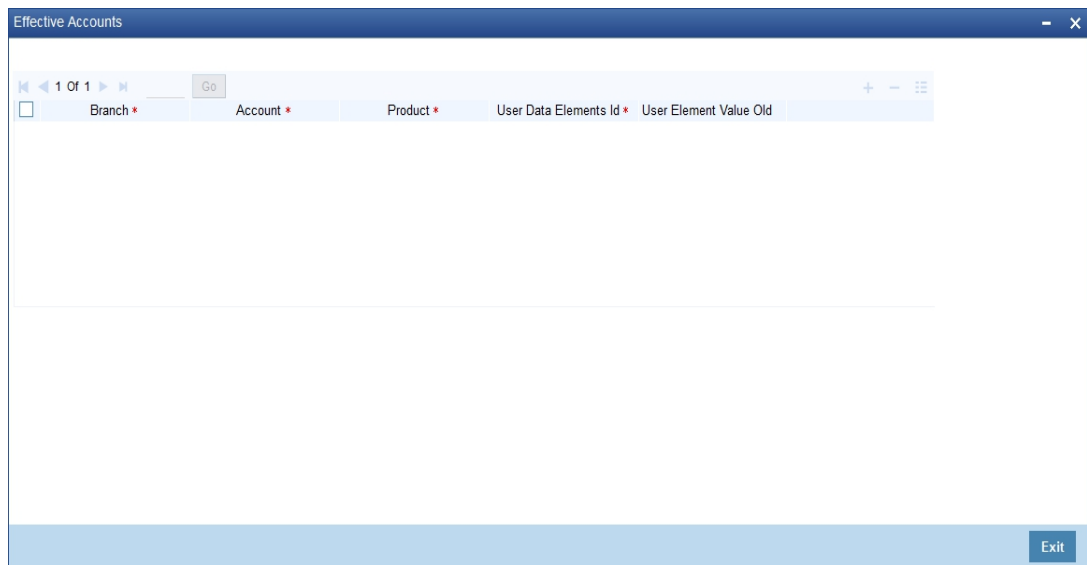 Effective Accounts
1 Of 1 Go
Branch * Account * Product * User Data Elements Id * User Element Value Old
Exit